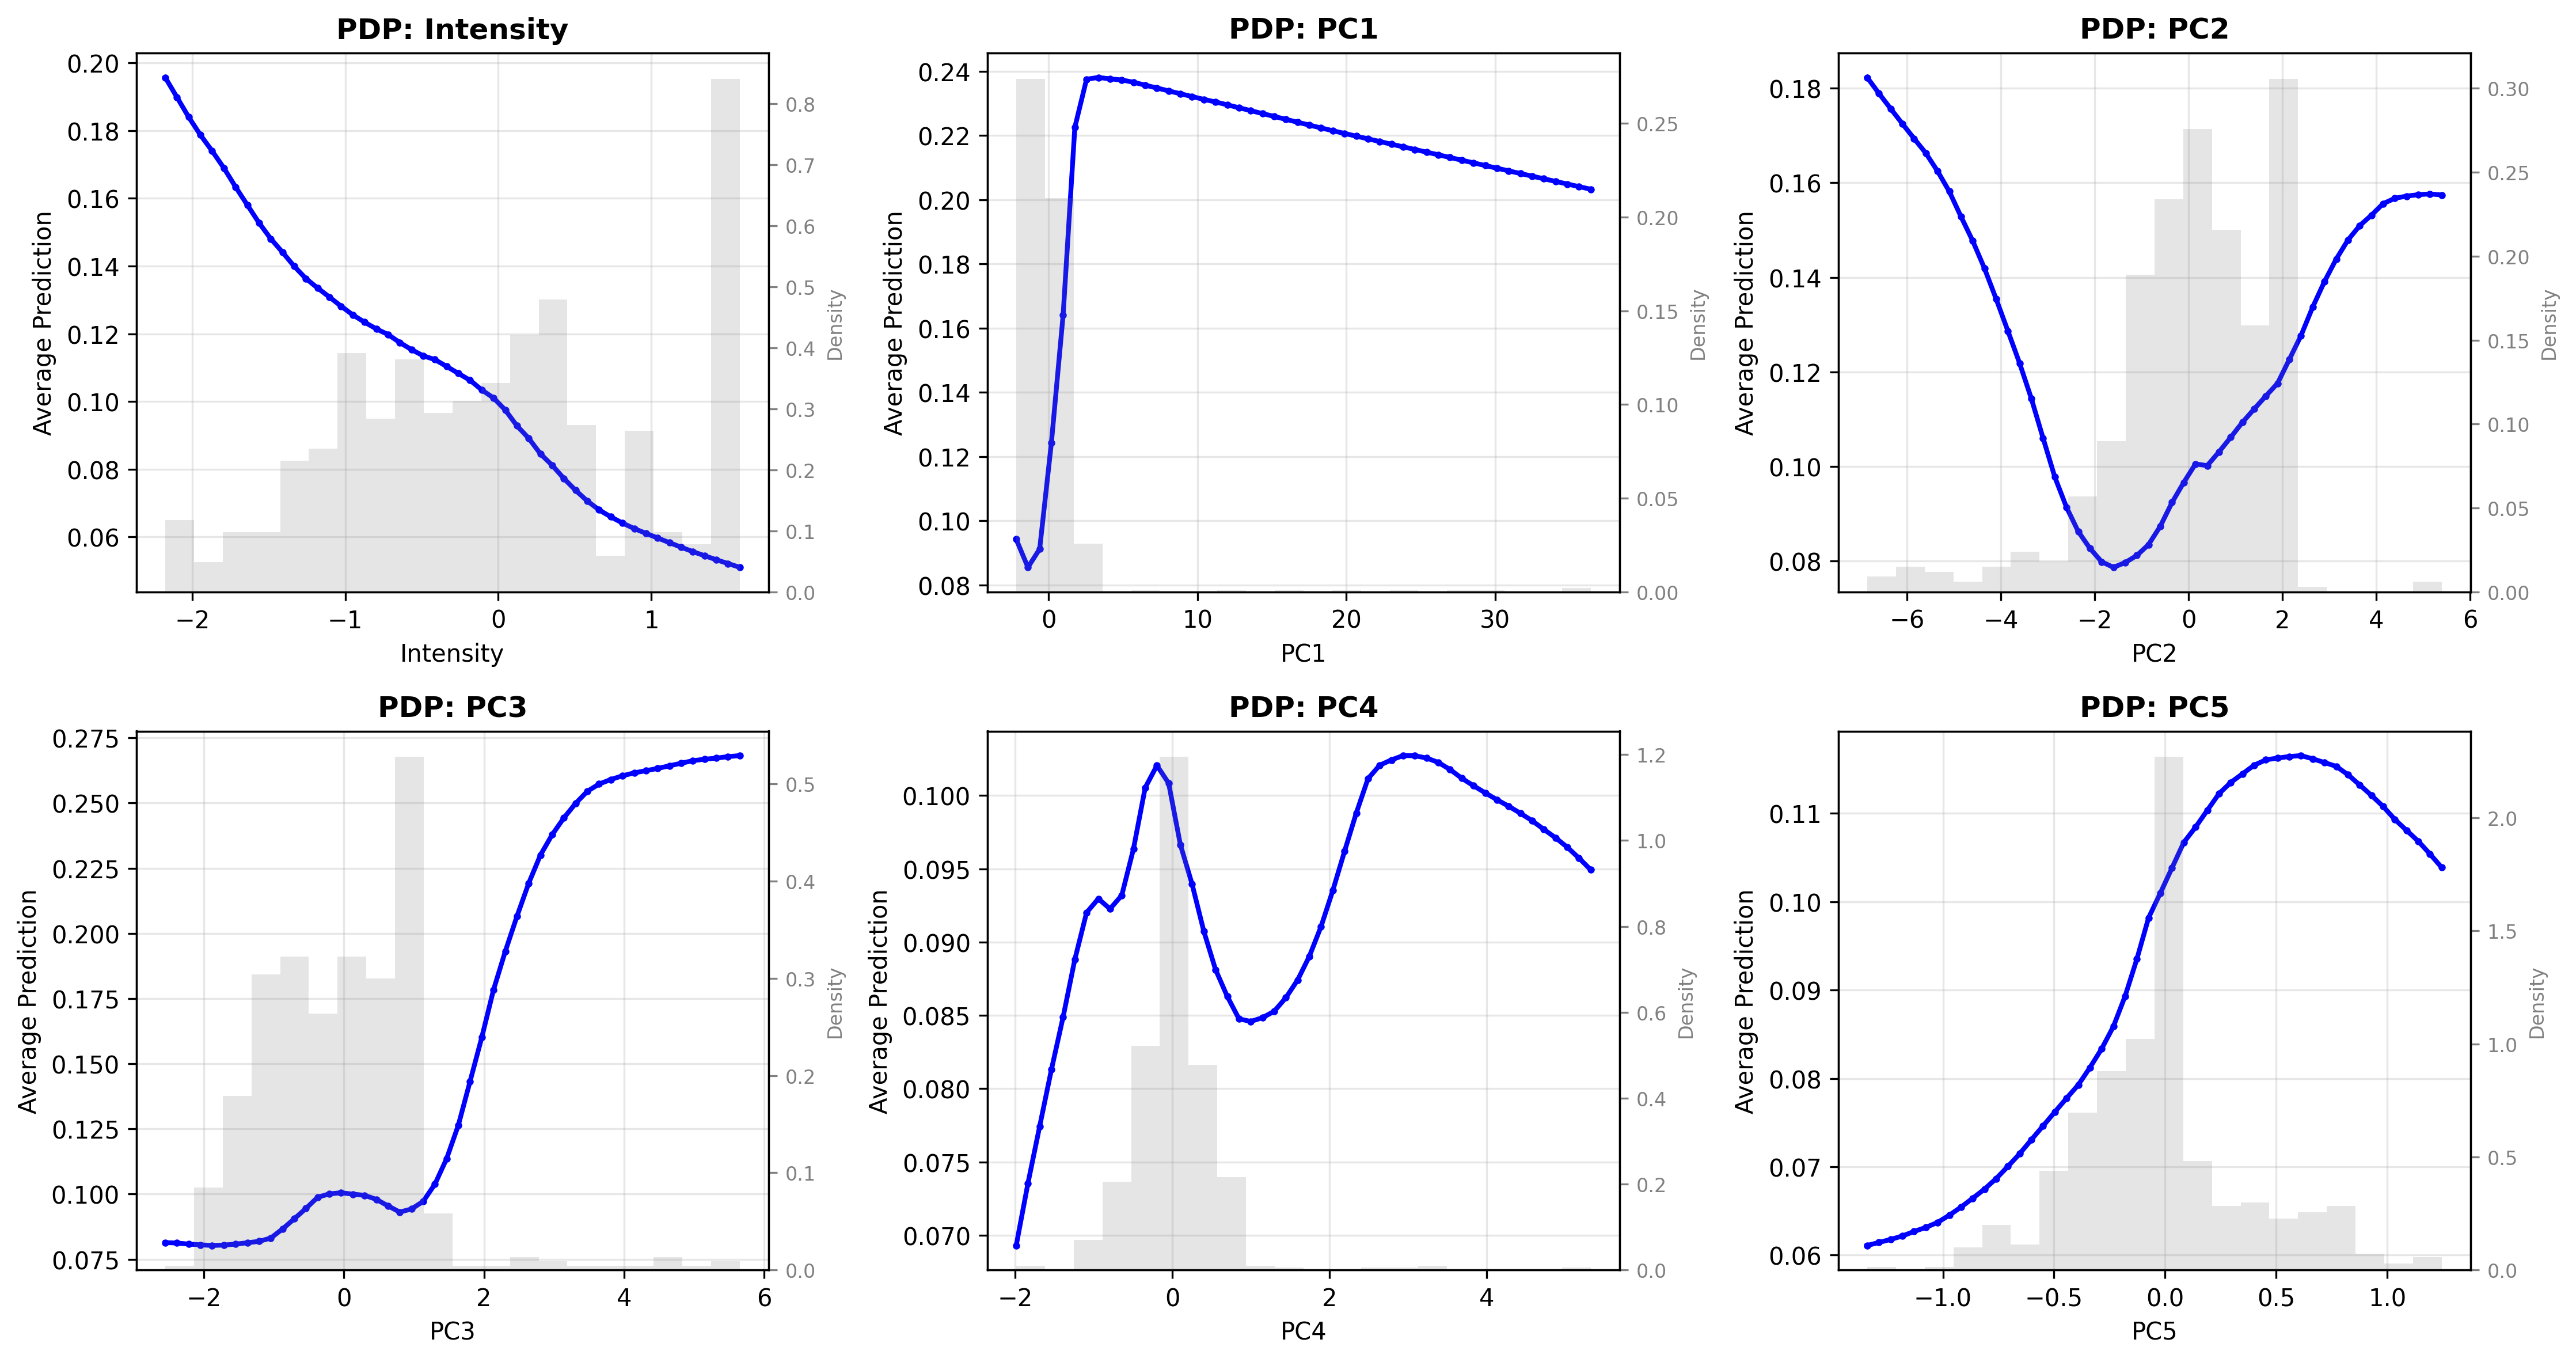 PDP: Intensity
0.20
0.18
0.16
0.14
0.12
0.10
0.08
0.06
Average Prediction
0.8
0.7
0.6
0.5
0.4
0.3
0.2
0.1
0.0
Density
−2 −1 0 1
Intensity
PDP: PC1
0.24
0.22
0.20
0.18
0.16
0.14
0.12
0.10
0.08
Average Prediction
0.25
0.20
0.15
0.10
0.05
0.00
Density
0 10 20 30
PC1
PDP: PC2
0.18
0.16
0.14
0.12
0.10
0.08
Average Prediction
0.30
0.25
0.20
0.15
0.10
0.05
0.00
Density
−6 −4 −2 0 2 4 6
PC2
PDP: PC3
0.275
0.250
0.225
0.200
0.175
0.150
0.125
0.100
0.075
Average Prediction
0.5
0.4
0.3
0.2
0.1
0.0
Density
−2 0 2 4 6
PC3
PDP: PC4
0.100
0.095
0.090
0.085
0.080
0.075
0.070
Average Prediction
1.2
1.0
0.8
0.6
0.4
0.2
0.0
Density
−2 0 2 4
PC4
PDP: PC5
0.11
0.10
0.09
0.08
0.07
0.06
Average Prediction
2.0
1.5
1.0
0.5
0.0
Density
−1.0 −0.5 0.0 0.5 1.0
PC5